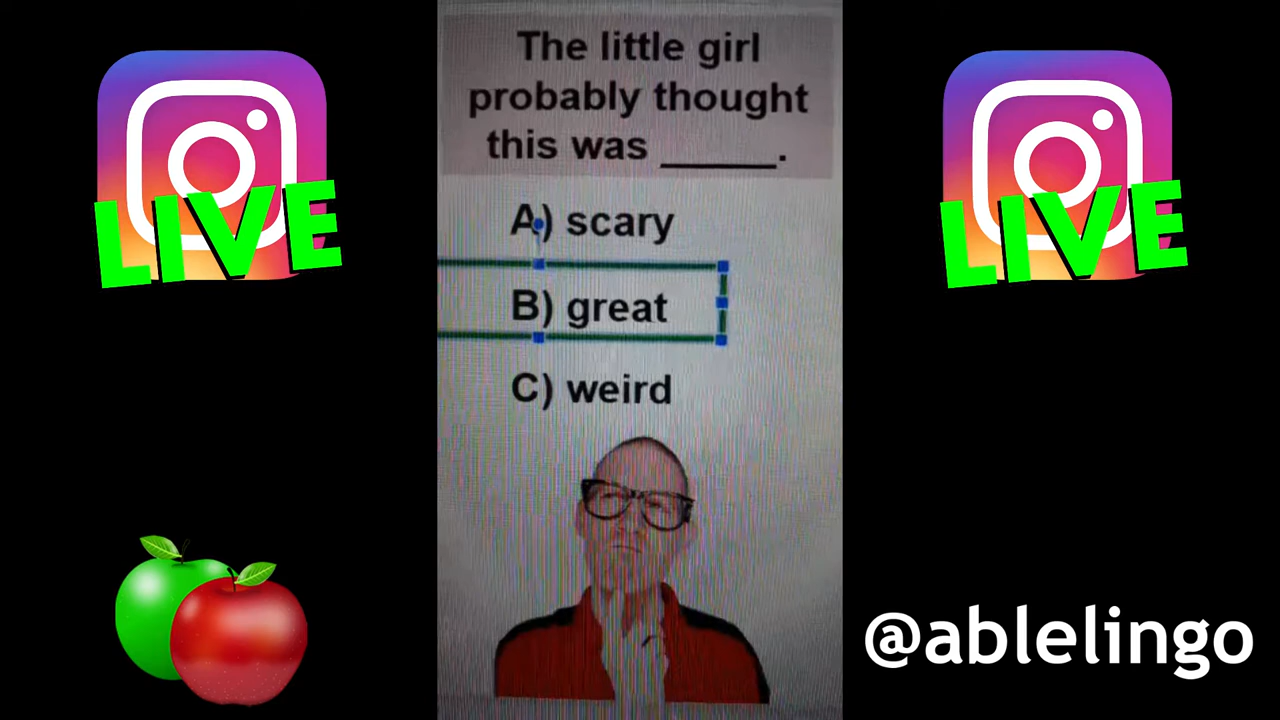 The little girl
probably thought
this was ______.
A) scary
B) great
C) weird
LIVE
LIVE
@ablelingo